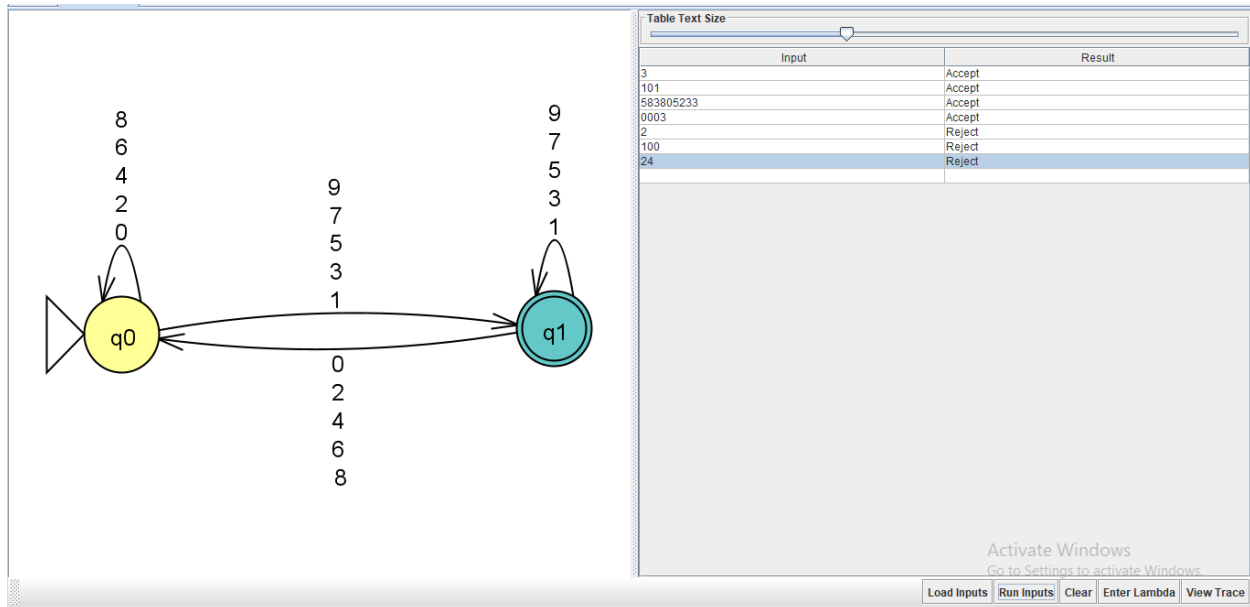 Table Text Size
Input Result
3 Accept
101 Accept
583805233 Accept
0003 Accept
2 Reject
100 Reject
24 Reject
8
6
4
2
0
9
7
5
3
1
9
7
5
3
1
q0
q1
0
2
4
6
8
Activate Windows
Go to Settings to activate Windows.
Load Inputs Run Inputs Clear Enter Lambda View Trace